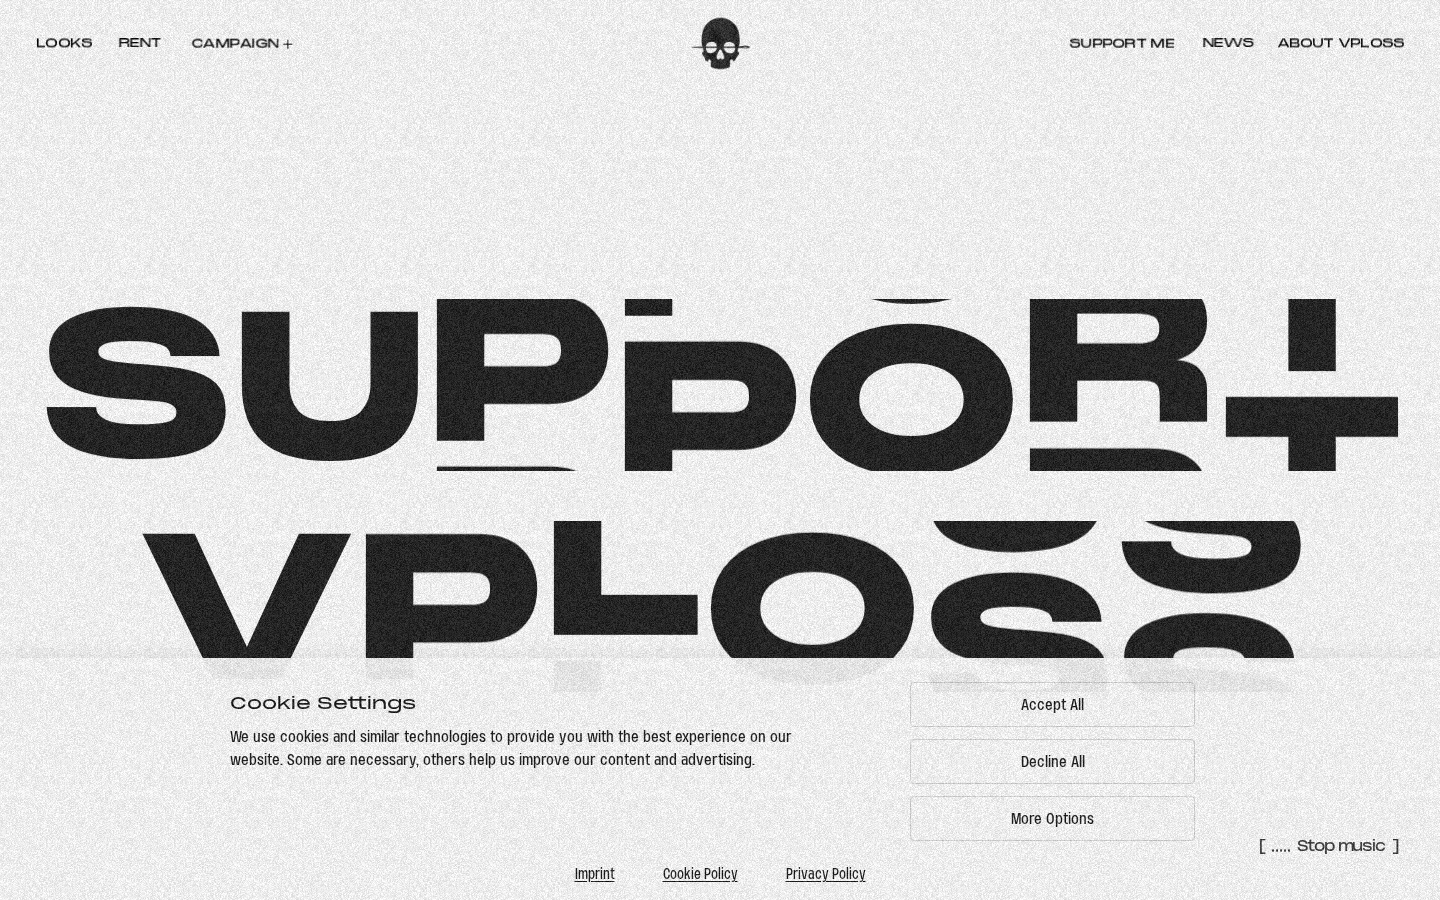 LOOKS RENT CAMPAIGN + SUPPORT ME NEWS ABOUT VPLOSS
SUPPORT
VPLOSS
Cookie Settings
We use cookies and similar technologies to provide you with the best experience on our
website. Some are necessary, others help us improve our content and advertising.
Accept All
Decline All
More Options
[ ..... Stop music ]
Imprint Cookie Policy Privacy Policy